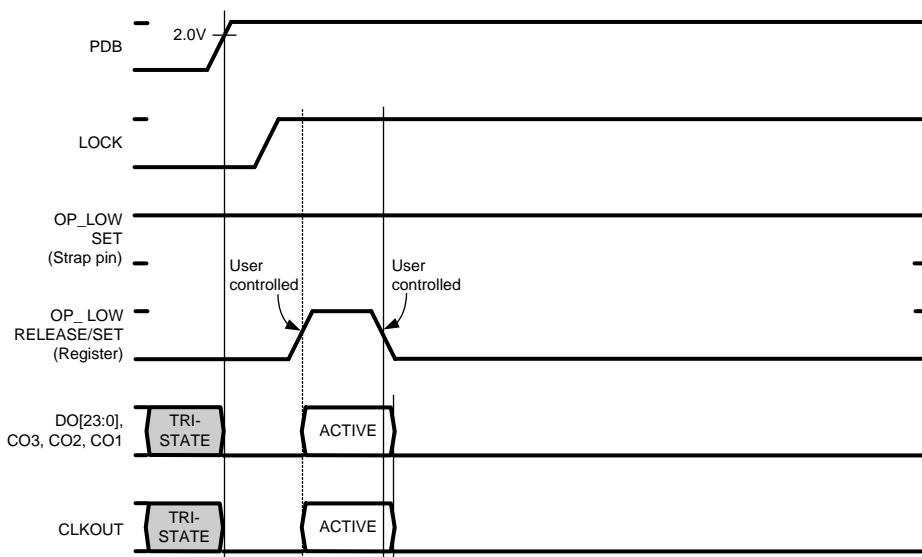 PDB
2.0V
LOCK
OP_LOW
SET
(Strap pin)
User
controlled
User
controlled
OP_ LOW
RELEASE/SET
(Register)
DO[23:0],
CO3, CO2, CO1
TRI-
STATE
ACTIVE
CLKOUT
TRI-
STATE
ACTIVE